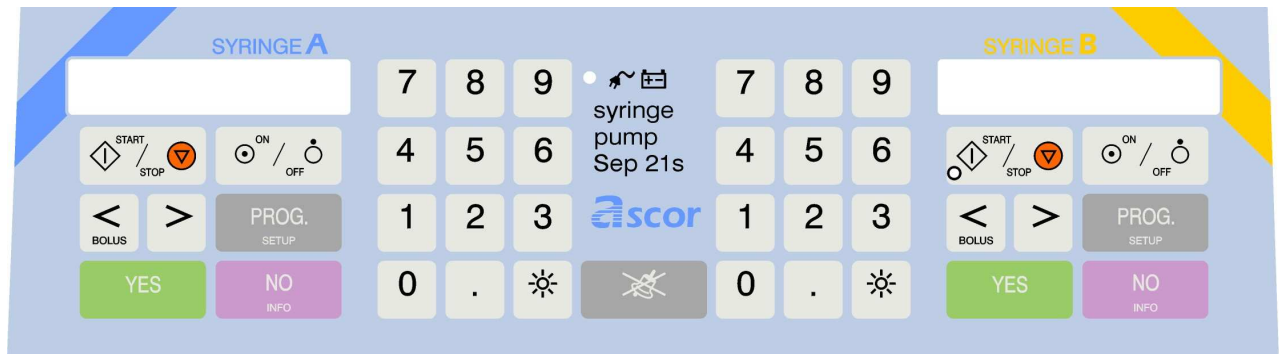 SYRINGE A
SYRINGE B
7 8 9
syringe
pump
Sep 21s
7 8 9
START / STOP
ON / OFF
4 5 6
4 5 6
START / STOP
ON / OFF
< >
BOLUS
PROG.
SETUP
1 2 3
ascor
1 2 3
< >
BOLUS
PROG.
SETUP
YES
NO
INFO
0 .
0 .
YES
NO
INFO